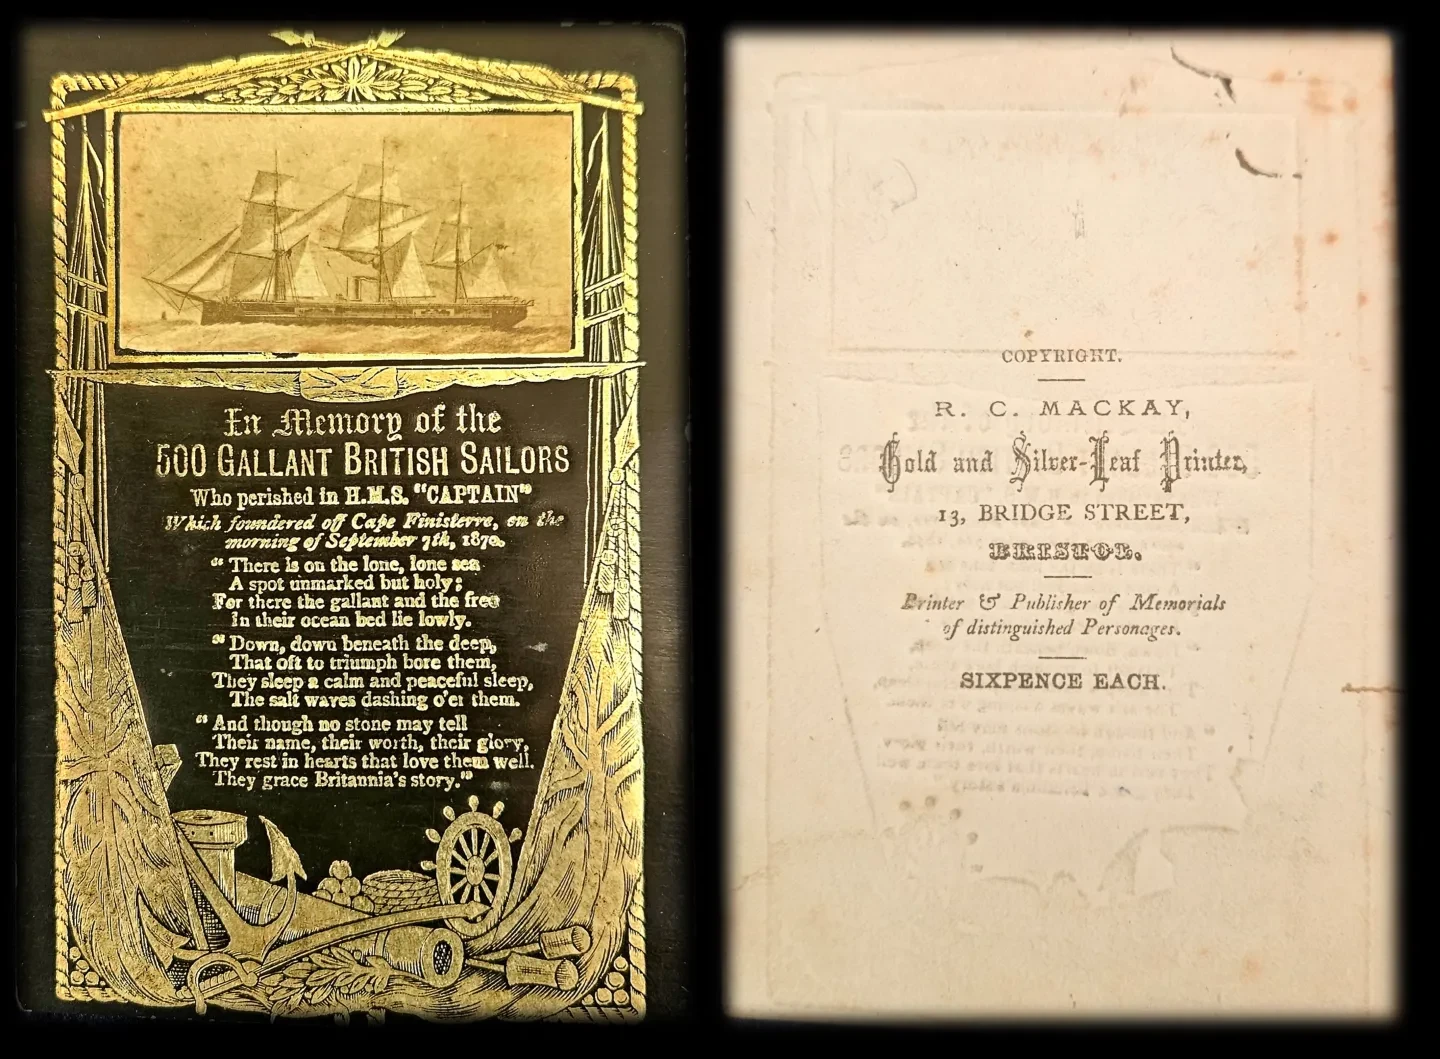 In Memory of the
500 GALLANT BRITISH SAILORS
Who perished in H.M.S. "CAPTAIN"
Which foundered off Cape Finisterre, on the
morning of September 7th, 1870.
"There is on the lone, lone sea
A spot unmarked but holy;
For there the gallant and the free
In their ocean bed lie lowly.
"Down, down beneath the deep,
That oft to triumph bore them,
They sleep a calm and peaceful sleep,
The salt waves dashing o'er them.
"And though no stone may tell
Their name, their worth, their glory,
They rest in hearts that love them well.
They grace Britannia's story."
COPYRIGHT.
R. C. MACKAY,
Gold and Silver-Leaf Printer,
13, BRIDGE STREET,
BRISTOL.
Printer & Publisher of Memorials
of distinguished Personages.
SIXPENCE EACH.